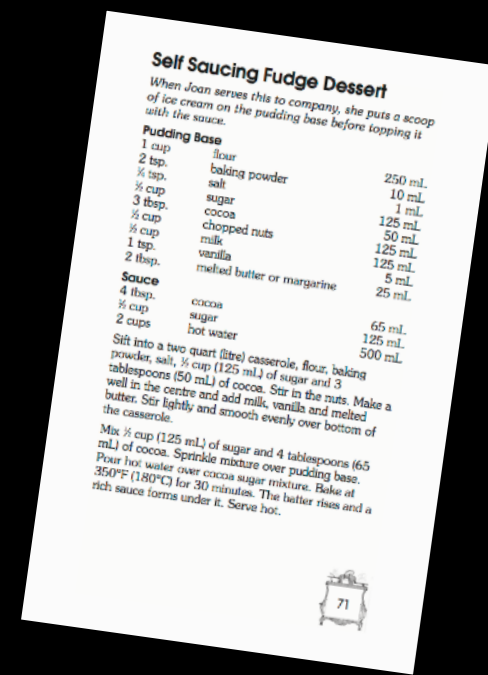 Self Saucing Fudge Dessert
When Joan serves this to company, she puts a scoop
of ice cream on the pudding base before topping it
with the sauce.
Pudding Base
1 cup flour 250 mL
2 tsp. baking powder 10 mL
¼ tsp. salt 1 mL
½ cup sugar 125 mL
3 tbsp. cocoa 50 mL
½ cup chopped nuts 125 mL
½ cup milk 125 mL
1 tsp. vanilla 5 mL
2 tbsp. melted butter or margarine 25 mL
Sauce
4 tbsp. cocoa 65 mL
½ cup sugar 125 mL
2 cups hot water 500 mL
Sift into a two quart (litre) casserole, flour, baking
powder, salt, ½ cup (125 mL) of sugar and 3
tablespoons (50 mL) of cocoa. Stir in the nuts. Make a
well in the centre and add milk, vanilla and melted
butter. Stir lightly and smooth evenly over bottom of
the casserole.
Mix ½ cup (125 mL) of sugar and 4 tablespoons (65
mL) of cocoa. Sprinkle mixture over pudding base.
Pour hot water over cocoa sugar mixture. Bake at
350°F (180°C) for 30 minutes. The batter rises and a
rich sauce forms under it. Serve hot.
71